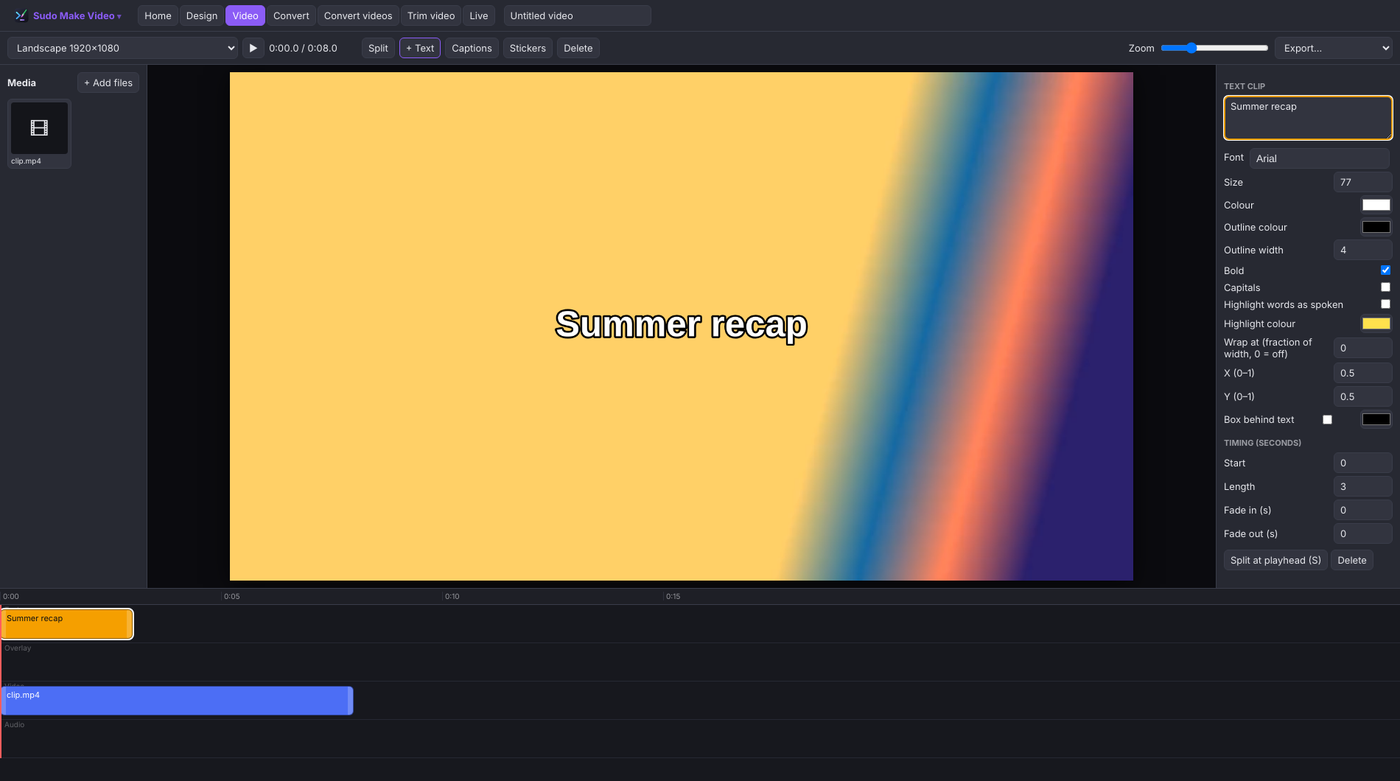 Sudo Make Video ▾
Home
Design
Video
Convert
Convert videos
Trim video
Live
Untitled video
Landscape 1920×1080
0:00.0 / 0:08.0
Split
+ Text
Captions
Stickers
Delete
Zoom
Export...
Media
+ Add files
clip.mp4
Summer recap
TEXT CLIP
Summer recap
Font Arial
Size 77
Colour
Outline colour
Outline width 4
Bold
Capitals
Highlight words as spoken
Highlight colour
Wrap at (fraction of
width, 0 = off) 0
X (0–1) 0.5
Y (0–1) 0.5
Box behind text
TIMING (SECONDS)
Start 0
Length 3
Fade in (s) 0
Fade out (s) 0
Split at playhead (S)
Delete
0:00
0:05
0:10
0:15
Summer recap
Overlay
clip.mp4
Audio